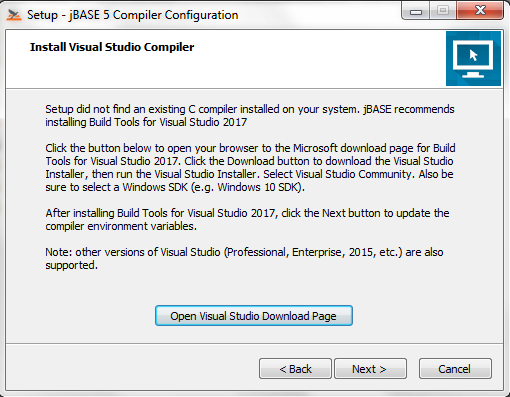 Setup - jBASE 5 Compiler Configuration
Install Visual Studio Compiler
Setup did not find an existing C compiler installed on your system. jBASE recommends
installing Build Tools for Visual Studio 2017
Click the button below to open your browser to the Microsoft download page for Build
Tools for Visual Studio 2017. Click the Download button to download the Visual Studio
Installer, then run the Visual Studio Installer. Select Visual Studio Community. Also be
sure to select a Windows SDK (e.g. Windows 10 SDK).
After installing Build Tools for Visual Studio 2017, click the Next button to update the
compiler environment variables.
Note: other versions of Visual Studio (Professional, Enterprise, 2015, etc.) are also
supported.
Open Visual Studio Download Page
< Back
Next >
Cancel